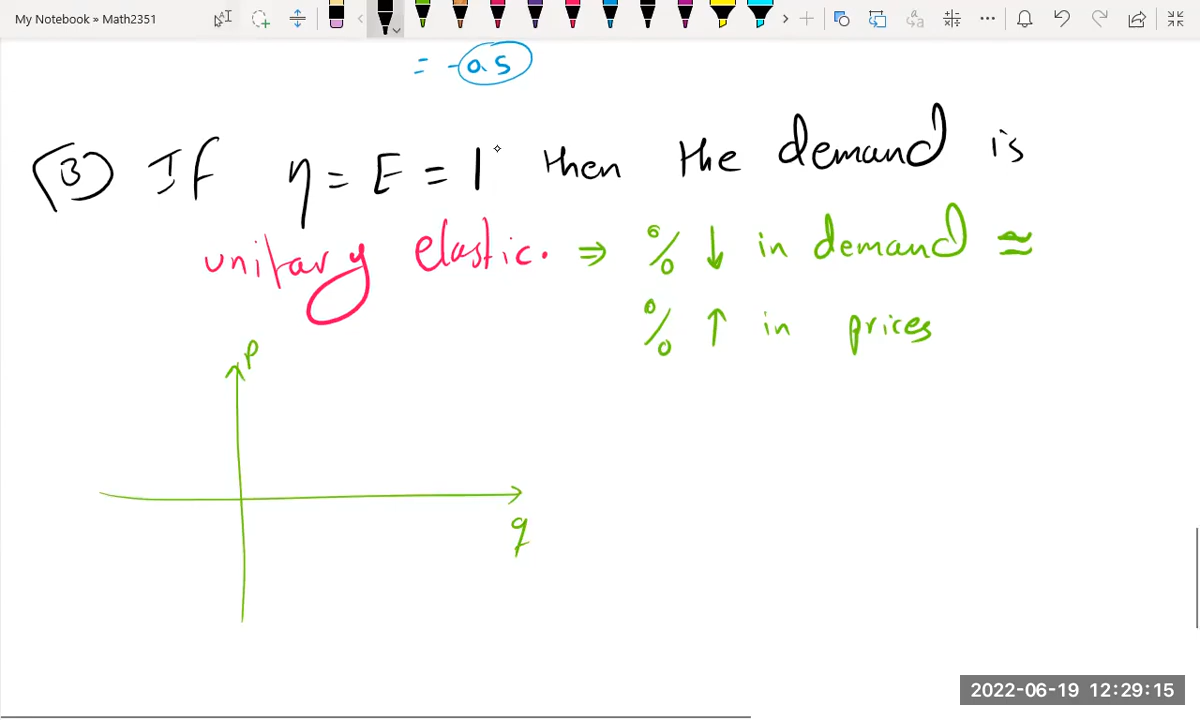 My Notebook » Math2351
= -0.5
(3) If η = E = 1 then the demand is
unitary elastic. ⇒ % ↓ in demand ≃
% ↑ in prices
P
q
2022-06-19 12:29:15